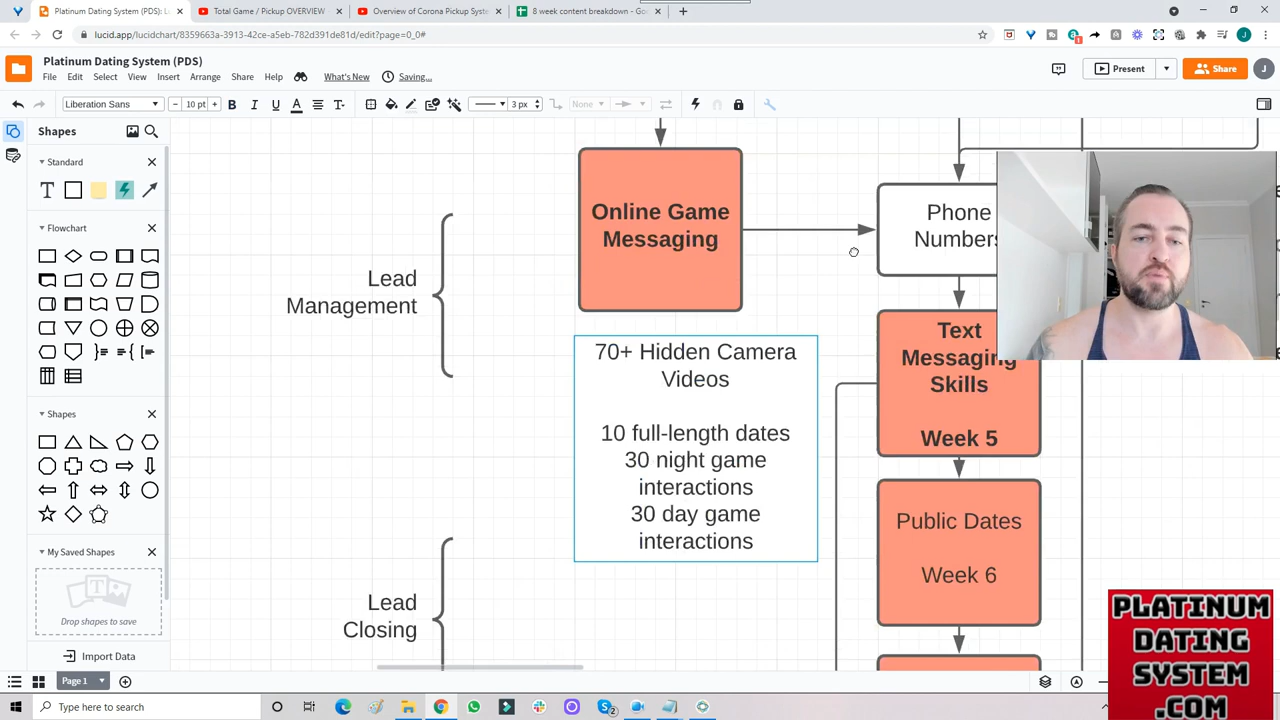 Platinum Dating System (PDS): L
Total Game / Pickup OVERVIEW
Overview of Corona Pickup Syste
8 week content breakdown - Goo
lucid.app/lucidchart/8359663a-3913-42ce-a5eb-782d391de81d/edit?page=0_0#
Platinum Dating System (PDS)
File Edit Select View Insert Arrange Share Help What's New Saving...
Present
Share
J
Liberation Sans
10 pt
B I U A T
3 px
None
Shapes
Standard
T
Flowchart
Shapes
My Saved Shapes
Drop shapes to save
Import Data
Online Game
Messaging
Phone
Numbers
Lead
Management
Text
Messaging
Skills
Week 5
70+ Hidden Camera
Videos
10 full-length dates
30 night game
interactions
30 day game
interactions
Public Dates
Week 6
Lead
Closing
PLATINUM
DATING
SYSTEM
.COM
Page 1
Type here to search